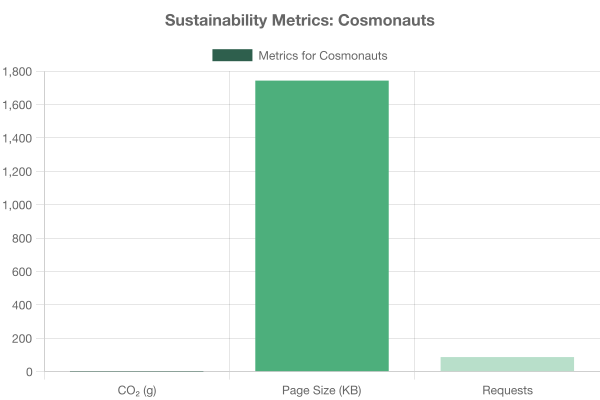 Sustainability Metrics: Cosmonauts
Metrics for Cosmonauts
1,800
1,600
1,400
1,200
1,000
800
600
400
200
0
CO₂ (g)
Page Size (KB)
Requests